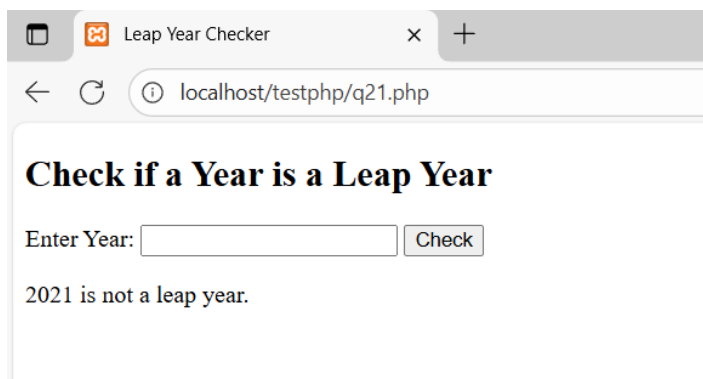 Leap Year Checker
localhost/testphp/q21.php
Check if a Year is a Leap Year
Enter Year: Check
2021 is not a leap year.